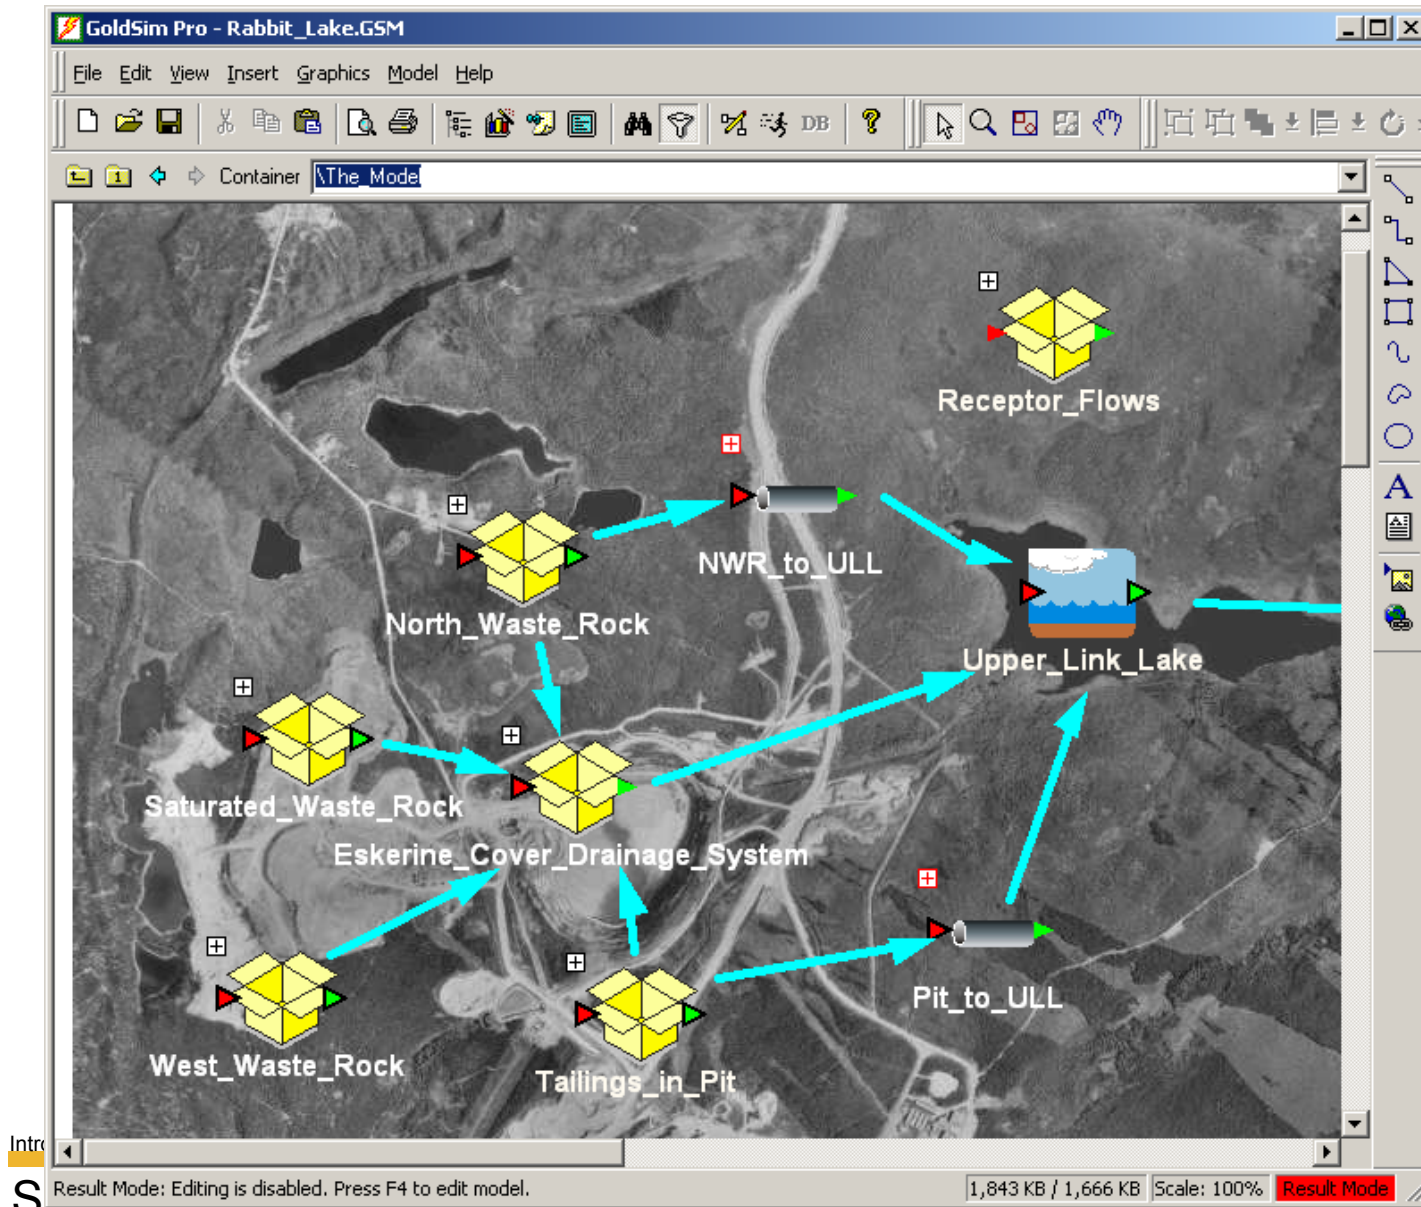 GoldSim Pro - Rabbit_Lake.GSM
File Edit View Insert Graphics Model Help
DB
Container \The_Model
Receptor_Flows
NWR_to_ULL
North_Waste_Rock
Upper_Link_Lake
Saturated_Waste_Rock
Eskerine_Cover_Drainage_System
Pit_to_ULL
West_Waste_Rock
Tailings_in_Pit
Intro
Result Mode: Editing is disabled. Press F4 to edit model. 1,843 KB / 1,666 KB Scale: 100% Result Mode
S